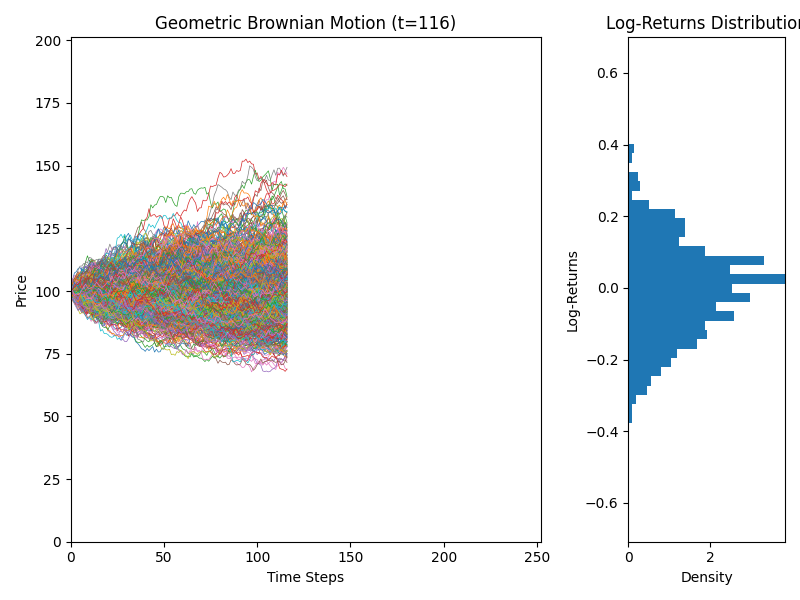 Geometric Brownian Motion (t=116)
Price
200
175
150
125
100
75
50
25
0
0 50 100 150 200 250
Time Steps
Log-Returns Distribution
Log-Returns
0.6
0.4
0.2
0.0
−0.2
−0.4
−0.6
0 2
Density